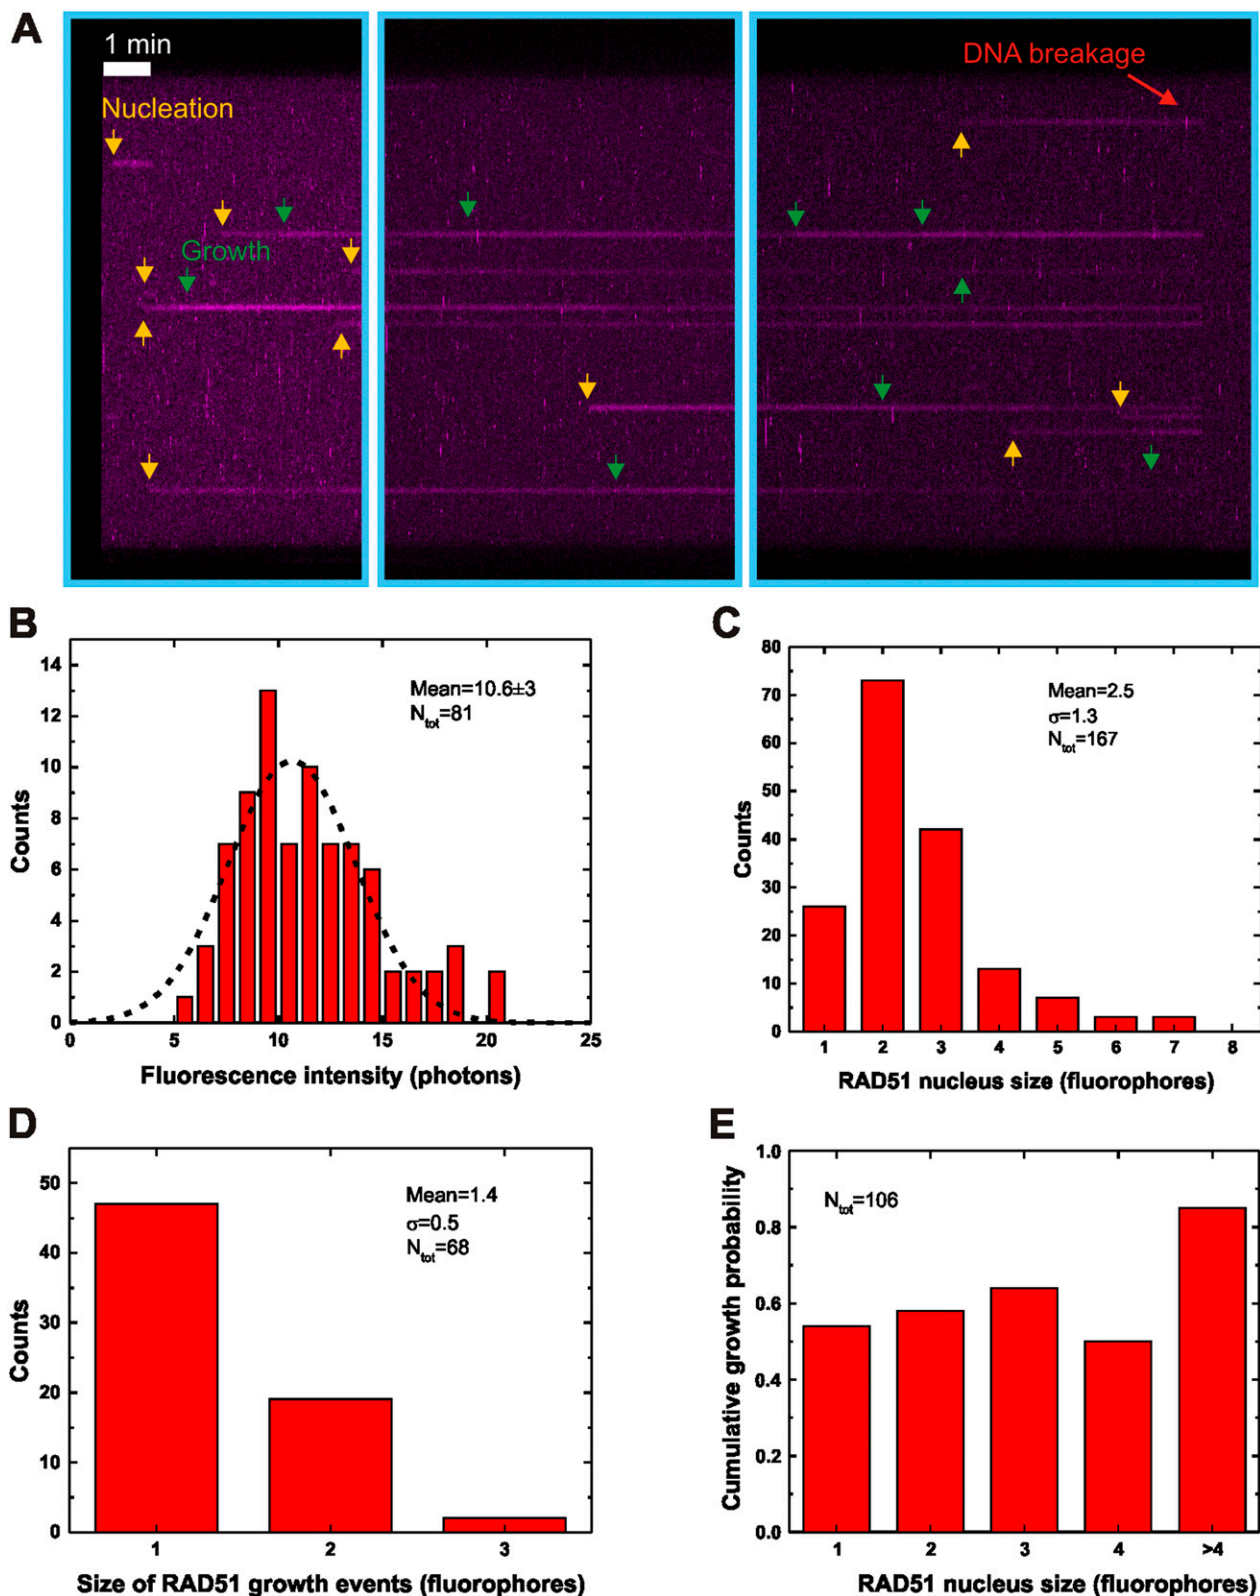 A
1 min
DNA breakage
Nucleation
Growth
B
Counts
14
12
10
8
6
4
2
0
Mean=10.6±3
Ntot=81
0 5 10 15 20 25
Fluorescence intensity (photons)
C
Counts
80
70
60
50
40
30
20
10
0
Mean=2.5
σ=1.3
Ntot=167
1 2 3 4 5 6 7 8
RAD51 nucleus size (fluorophores)
D
Counts
50
40
30
20
10
0
Mean=1.4
σ=0.5
Ntot=68
1 2 3
Size of RAD51 growth events (fluorophores)
E
Cumulative growth probability
1.0
0.8
0.6
0.4
0.2
0.0
Ntot=106
1 2 3 4 >4
RAD51 nucleus size (fluorophores)